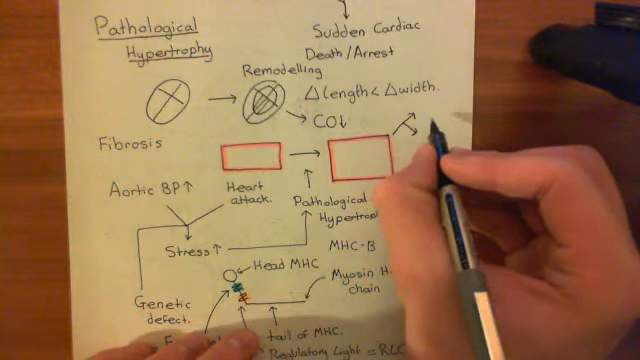 Pathological
Hypertrophy
Sudden Cardiac
Death/Arrest
Remodelling
Δlength < Δwidth.
CO↓
Fibrosis
Aortic BP↑
Heart
attack.
Pathological
Hypertrop
Stress↑
MHC-B
Head MHC
Myosin H
chain
Genetic
defect.
tail of MHC.
Regulatory Light = RLC